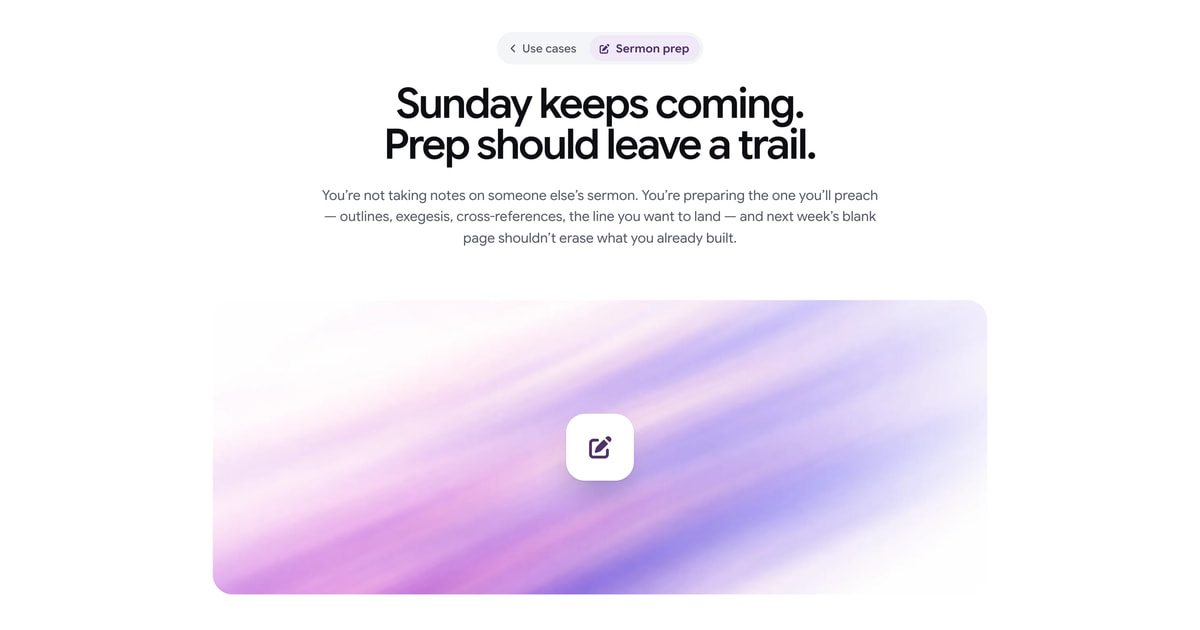 Use cases
Sermon prep
Sunday keeps coming.
Prep should leave a trail.
You’re not taking notes on someone else’s sermon. You’re preparing the one you’ll preach
— outlines, exegesis, cross-references, the line you want to land — and next week’s blank
page shouldn’t erase what you already built.